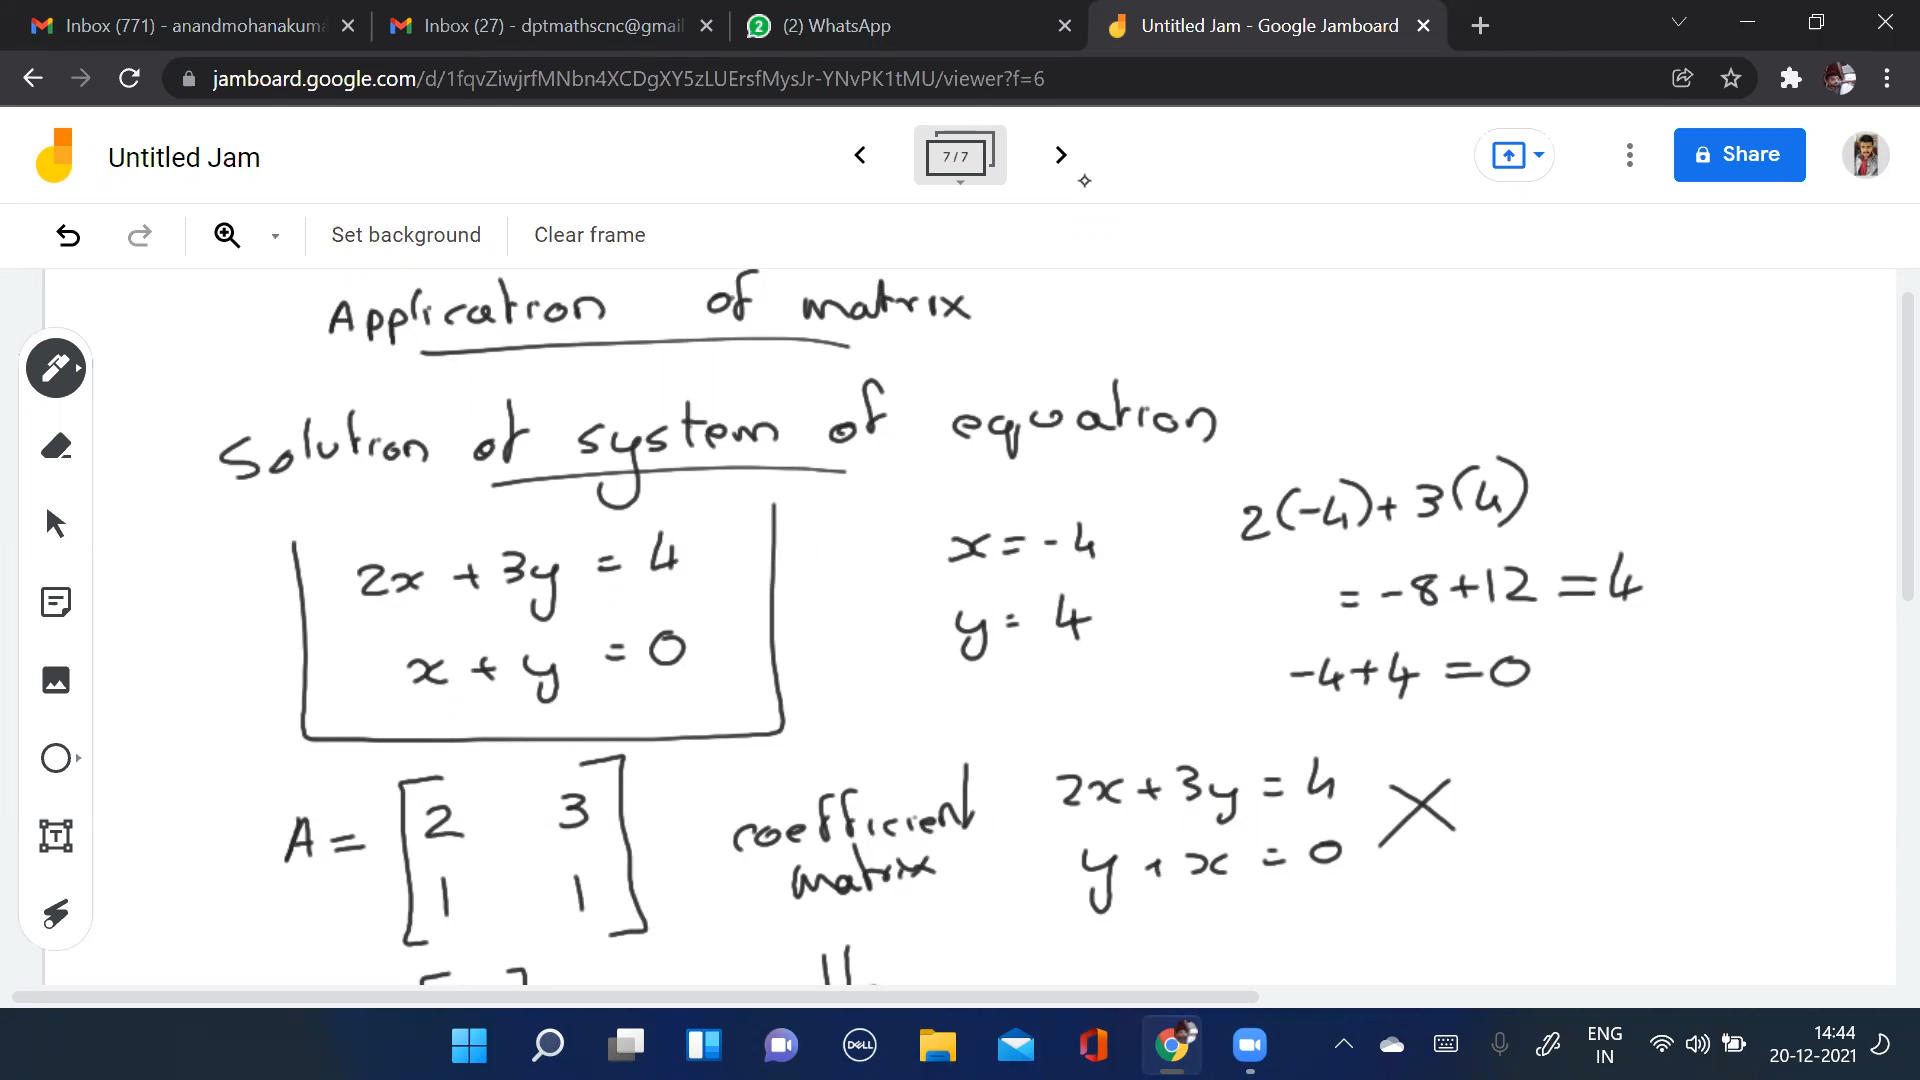 Inbox (771) - anandmohanakuma
Inbox (27) - dptmathscnc@gmail
(2) WhatsApp
Untitled Jam - Google Jamboard
jamboard.google.com/d/1fqvZiwjrfMNbn4XCDgXY5zLUErsfMysJr-YNvPK1tMU/viewer?f=6
Untitled Jam
7 / 7
Share
Set background
Clear frame
Application of matrix
Solution of system of equation
2x + 3y = 4
x + y = 0
x = -4
y = 4
2(-4)+3(4)
= -8+12 = 4
-4+4 = 0
A = [2 3
1 1]
coefficient
matrix
2x + 3y = 4
y + x = 0
DELL
ENG
IN
14:44
20-12-2021